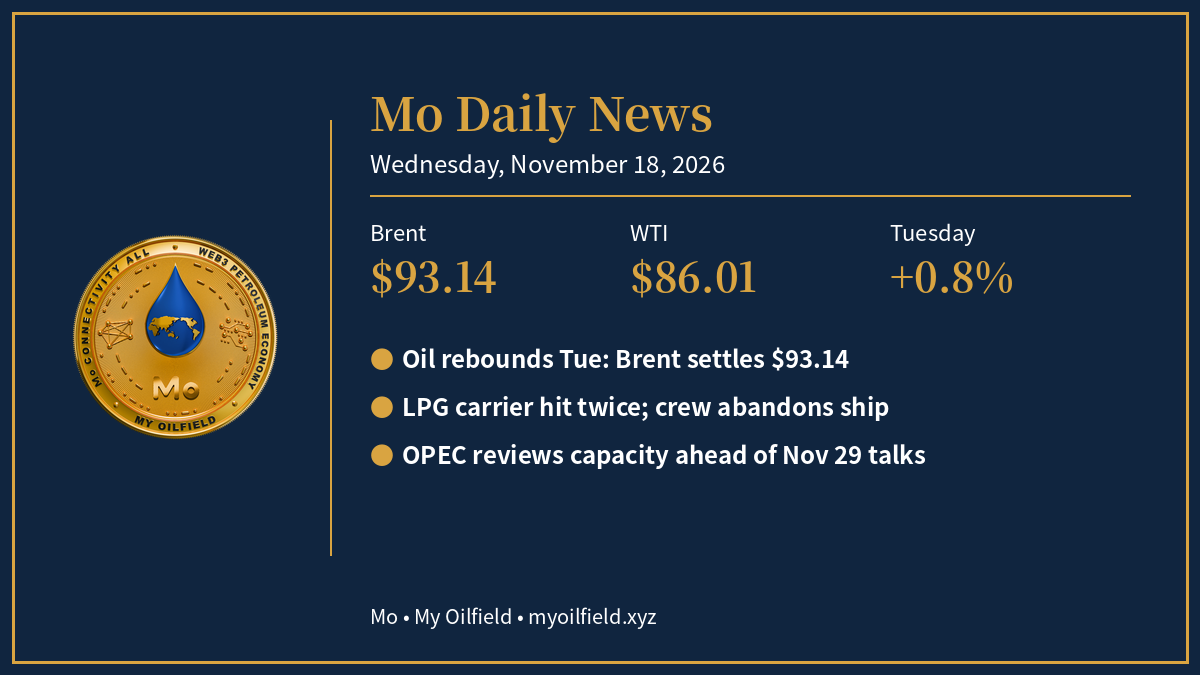 Mo Daily News
Wednesday, November 18, 2026
Brent WTI Tuesday
$93.14 $86.01 +0.8%
Oil rebounds Tue: Brent settles $93.14
LPG carrier hit twice; crew abandons ship
OPEC reviews capacity ahead of Nov 29 talks
Mo CONNECTIVITY ALL • WEB3 PETROLEUM ECONOMY
Mo
MY OILFIELD
Mo • My Oilfield • myoilfield.xyz